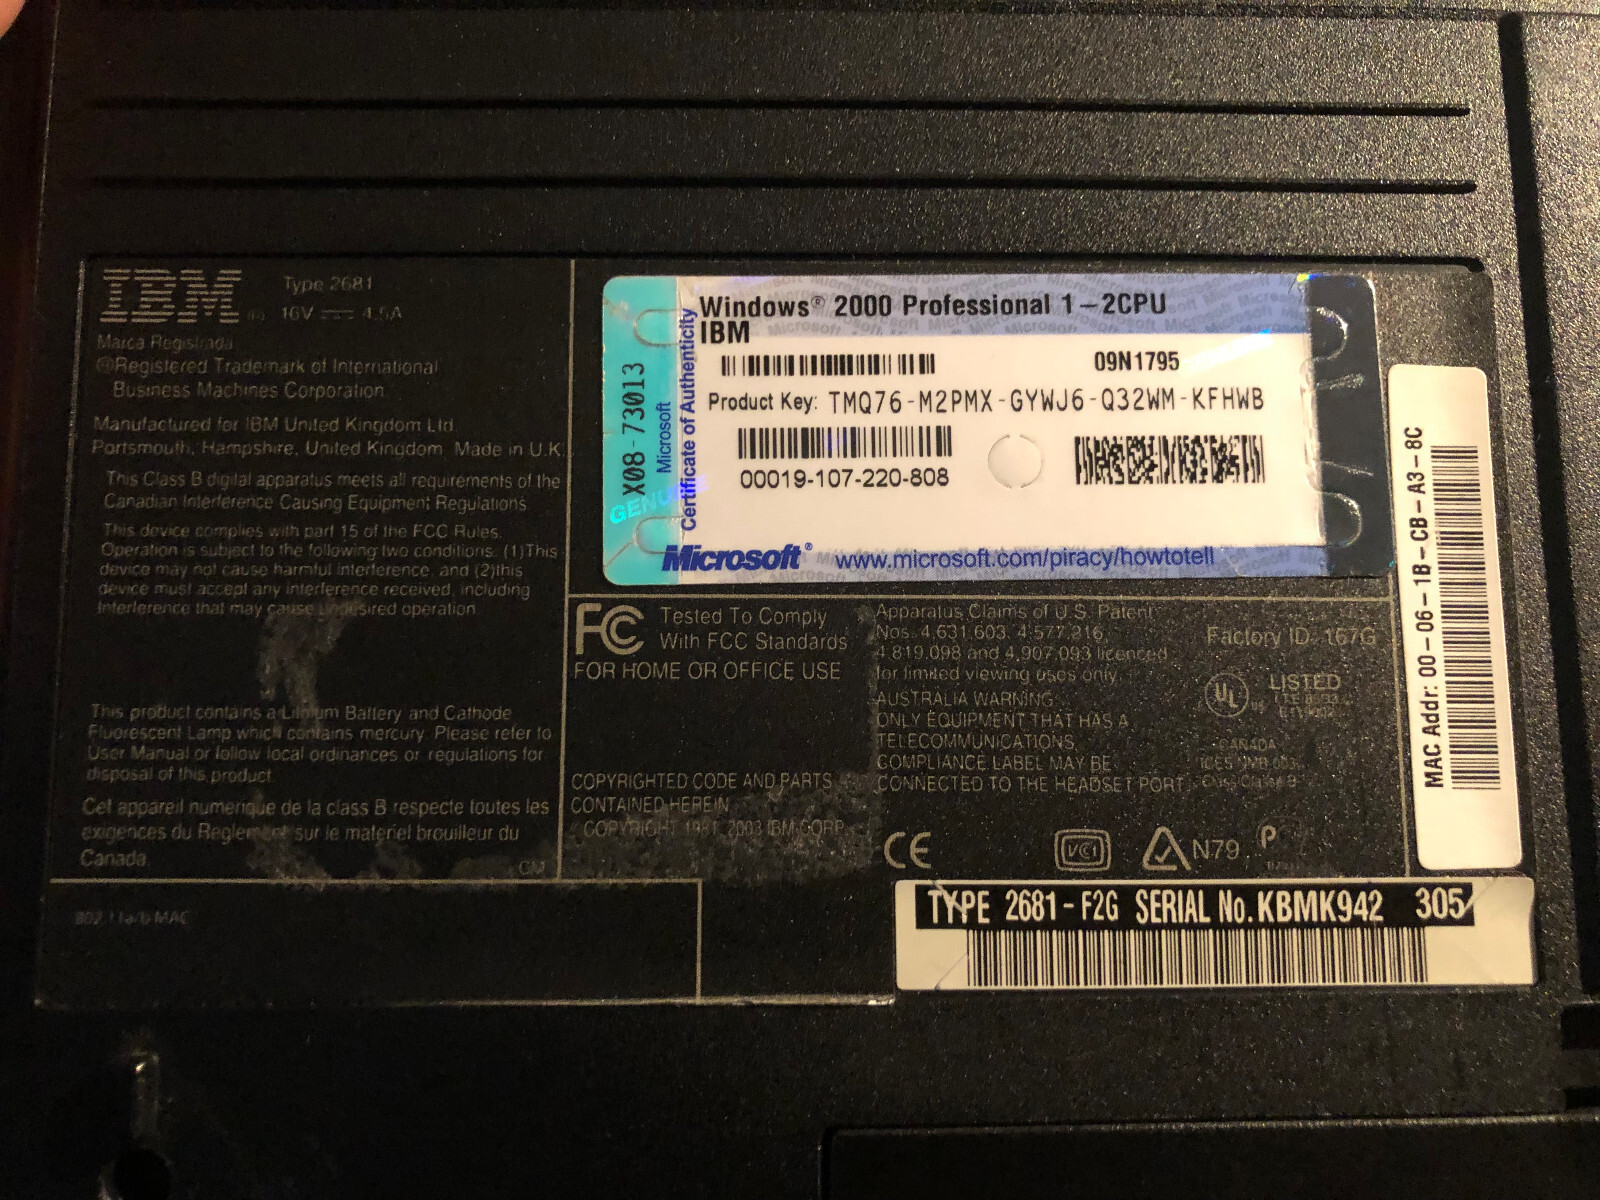 IBM
Type 2681
16V 4.5A
Marca Registrada
®Registered Trademark of International
Business Machines Corporation
Manufactured for IBM United Kingdom Ltd.
Portsmouth, Hampshire, United Kingdom Made in U.K.
This Class B digital apparatus meets all requirements of the
Canadian Interference Causing Equipment Regulations
This device complies with part 15 of the FCC Rules.
Operation is subject to the following two conditions. (1)This
device may not cause harmful interference, and (2)this
device must accept any interference received, including
interference that may cause undesired operation
This product contains a Lithium Battery and Cathode
Fluorescent Lamp which contains mercury. Please refer to
User Manual or follow local ordinances or regulations for
disposal of this product.
Cet appareil numerique de la class B respecte toutes les
exigences du Reglement sur le materiel brouilleur du
Canada.
CM
802.11a/b MAC
X08-73013
Microsoft
Certificate of Authenticity
GENUINE
Windows® 2000 Professional 1-2CPU
IBM
09N1795
Product Key: TMQ76-M2PMX-GYWJ6-Q32WM-KFHWB
00019-107-220-808
Microsoft® www.microsoft.com/piracy/howtotell
FC Tested To Comply
With FCC Standards
FOR HOME OR OFFICE USE
COPYRIGHTED CODE AND PARTS
CONTAINED HEREIN
COPYRIGHT 1981, 2003 IBM CORP.
Apparatus Claims of U.S. Patent
Nos. 4,631,603, 4,577,216,
4,819,098 and 4,907,093 licenced
for limited viewing uses only.
AUSTRALIA WARNING
ONLY EQUIPMENT THAT HAS A
TELECOMMUNICATIONS
COMPLIANCE LABEL MAY BE
CONNECTED TO THE HEADSET PORT
Factory ID 167G
UL US LISTED
CANADA
Class Classe B
CE
VCI
N79
P
MAC Addr: 00-06-1B-CB-A3-8C
TYPE 2681-F2G SERIAL No. KBMK942 305